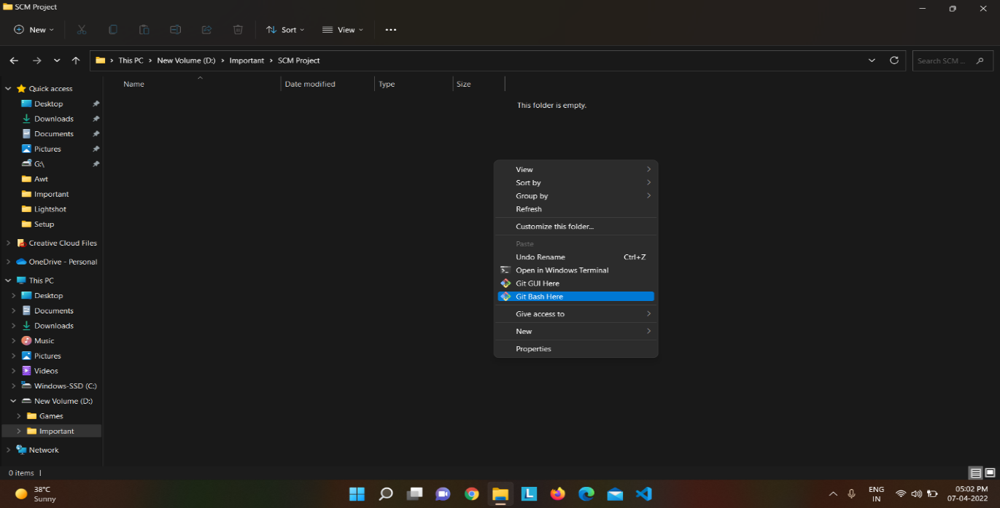 SCM Project
New
Sort
View
This PC > New Volume (D:) > Important > SCM Project
Search SCM ...
Name
Date modified
Type
Size
This folder is empty.
Quick access
Desktop
Downloads
Documents
Pictures
G:\
Awt
Important
Lightshot
Setup
Creative Cloud Files
OneDrive - Personal
This PC
Desktop
Documents
Downloads
Music
Pictures
Videos
Windows-SSD (C:)
New Volume (D:)
Games
Important
Network
View
Sort by
Group by
Refresh
Customize this folder...
Paste
Undo Rename Ctrl+Z
Open in Windows Terminal
Git GUI Here
Git Bash Here
Give access to
New
Properties
0 items
38°C
Sunny
L
ENG
IN
05:02 PM
07-04-2022